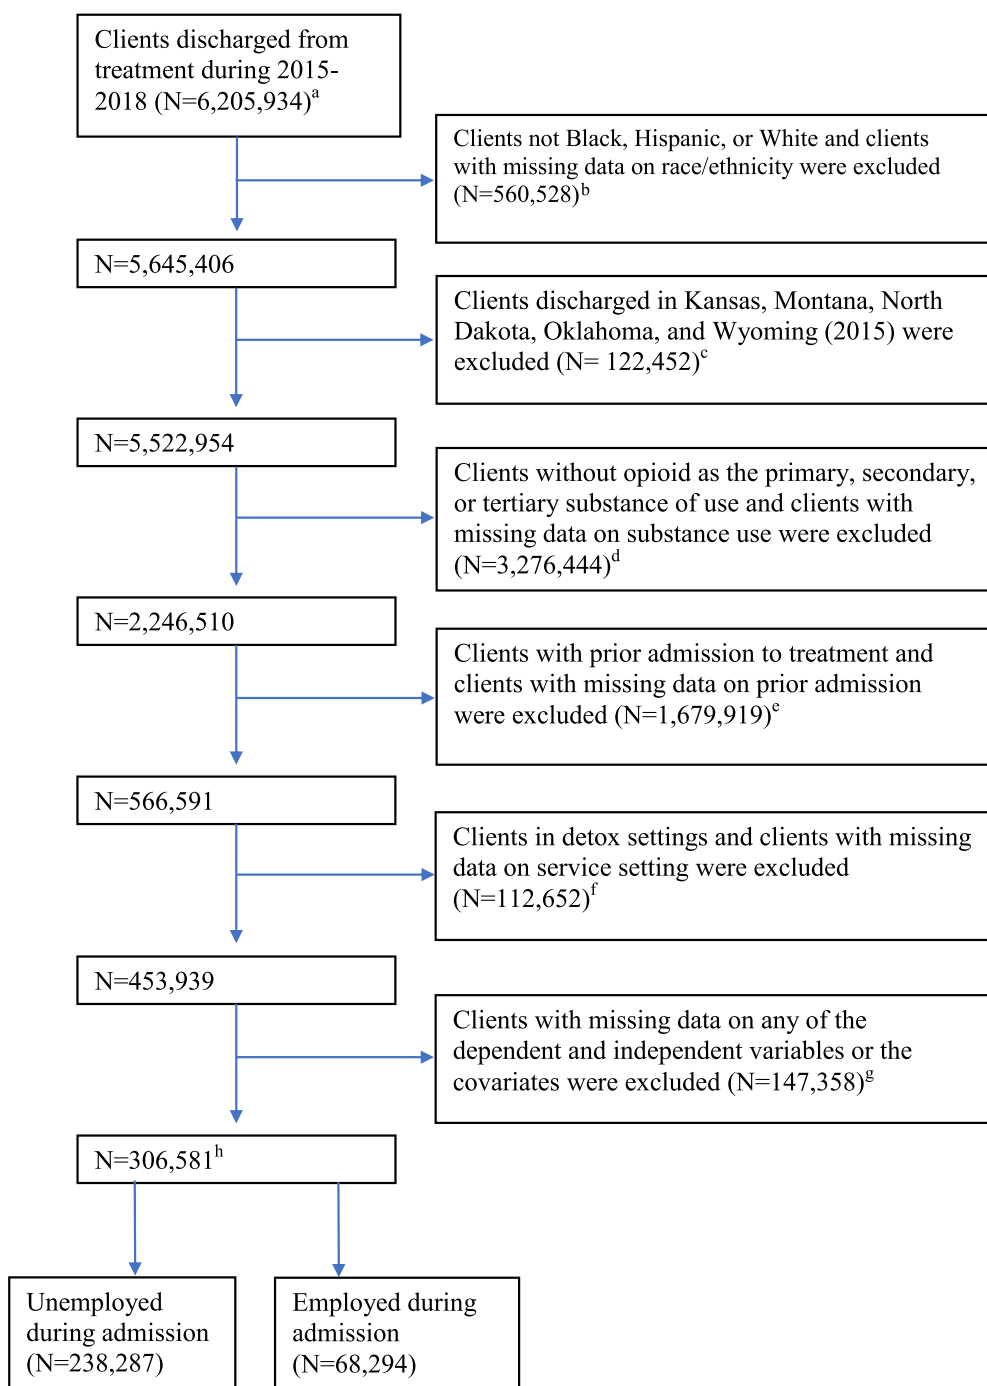 Clients discharged from
treatment during 2015-
2018 (N=6,205,934)a
Clients not Black, Hispanic, or White and clients
with missing data on race/ethnicity were excluded
(N=560,528)b
N=5,645,406
Clients discharged in Kansas, Montana, North
Dakota, Oklahoma, and Wyoming (2015) were
excluded (N= 122,452)c
N=5,522,954
Clients without opioid as the primary, secondary,
or tertiary substance of use and clients with
missing data on substance use were excluded
(N=3,276,444)d
N=2,246,510
Clients with prior admission to treatment and
clients with missing data on prior admission
were excluded (N=1,679,919)e
N=566,591
Clients in detox settings and clients with missing
data on service setting were excluded
(N=112,652)f
N=453,939
Clients with missing data on any of the
dependent and independent variables or the
covariates were excluded (N=147,358)g
N=306,581h
Unemployed
during admission
(N=238,287)
Employed during
admission
(N=68,294)